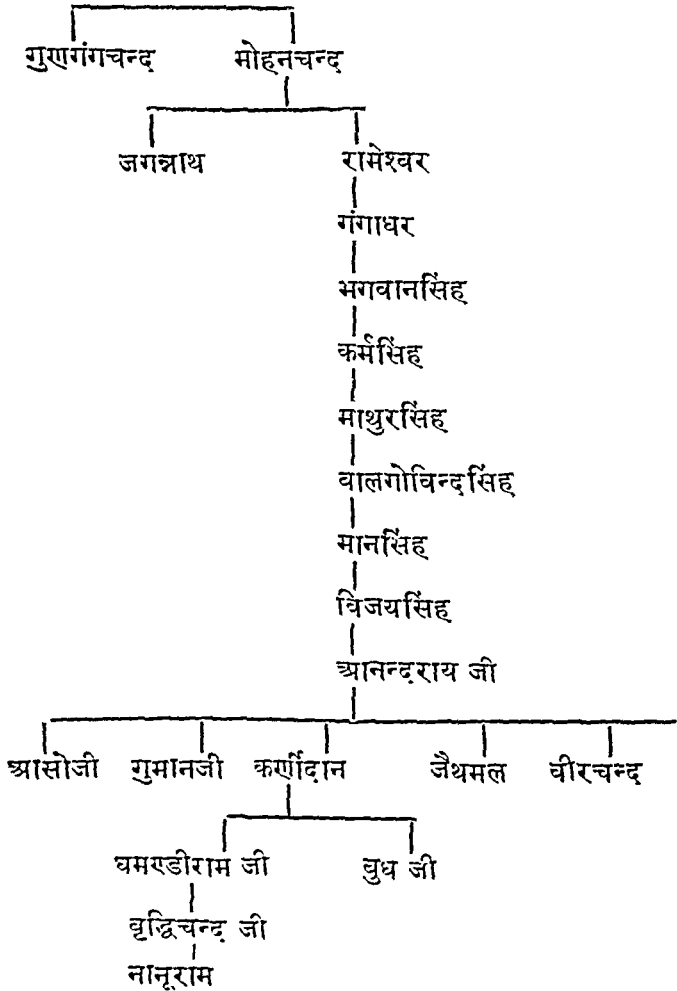 गुणगंगचन्द मोहनचन्द
जगन्नाथ रामेश्वर
गंगाधर
भगवानसिंह
कर्मसिंह
माथुरसिंह
वालगोविन्दसिंह
मानसिंह
विजयसिंह
आनन्दराय जी
आसोजी गुमानजी कर्णीदान जैथमल वीरचन्द
घमण्डीराम जी वुध जी
वृद्धिचन्द जी
नानूराम